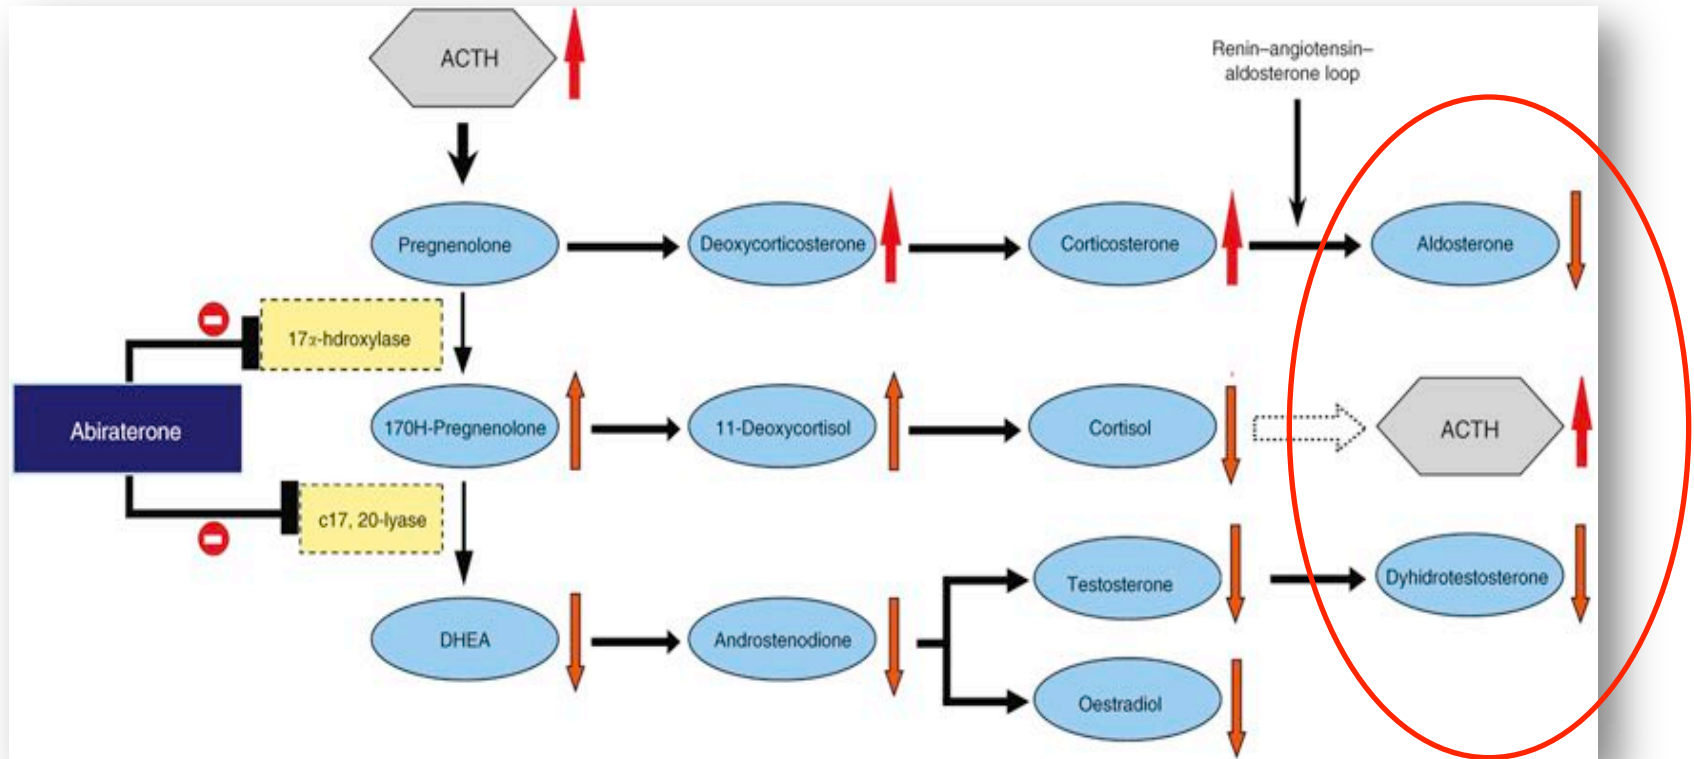 ACTH
Renin–angiotensin–
aldosterone loop
Pregnenolone
Deoxycorticosterone
Corticosterone
Aldosterone
17α-hdroxylase
Abiraterone
170H-Pregnenolone
11-Deoxycortisol
Cortisol
ACTH
c17, 20-lyase
Testosterone
Dyhidrotestosterone
DHEA
Androstenodione
Oestradiol